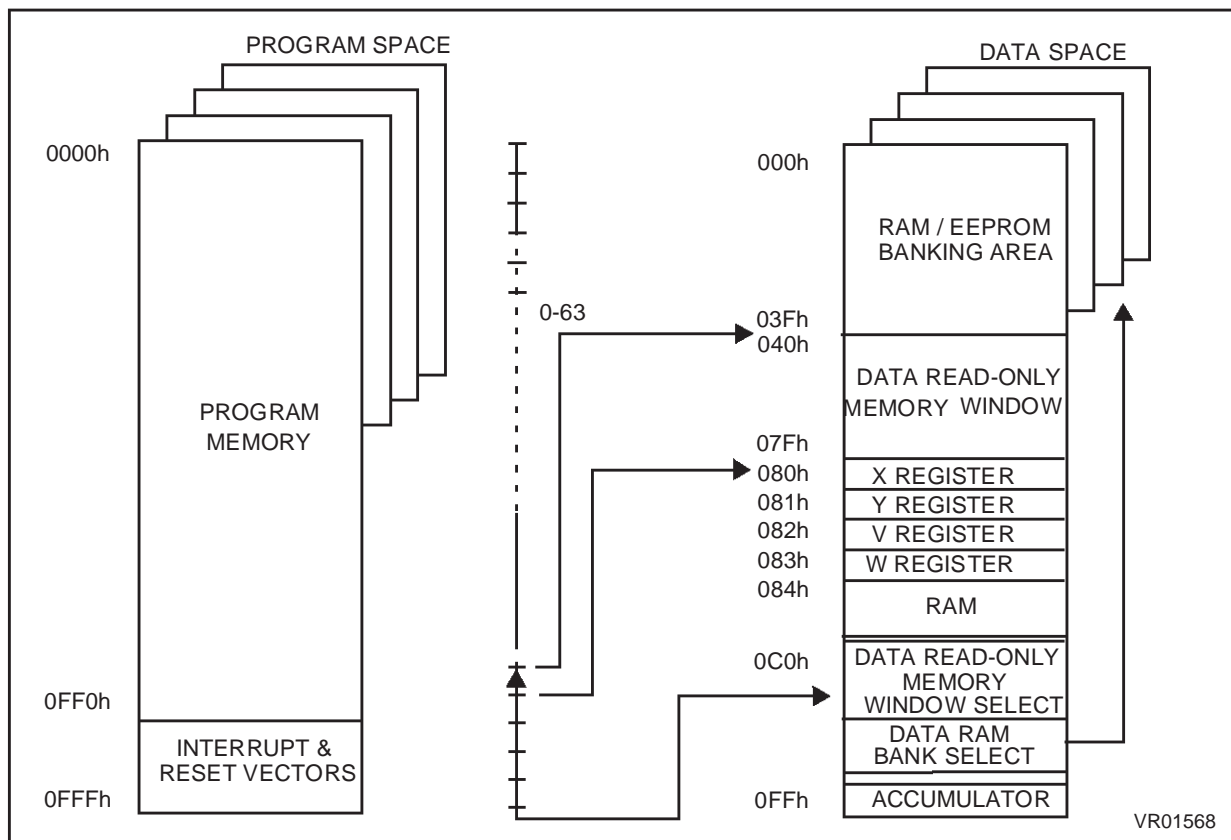 PROGRAM SPACE
0000h
PROGRAM
MEMORY
0FF0h
INTERRUPT &
RESET VECTORS
0FFFh
0-63
DATA SPACE
000h
RAM / EEPROM
BANKING AREA
03Fh
040h
DATA READ-ONLY
MEMORY WINDOW
07Fh
080h
X REGISTER
081h
Y REGISTER
082h
V REGISTER
083h
W REGISTER
084h
RAM
0C0h
DATA READ-ONLY
MEMORY
WINDOW SELECT
DATA RAM
BANK SELECT
0FFh
ACCUMULATOR
VR01568